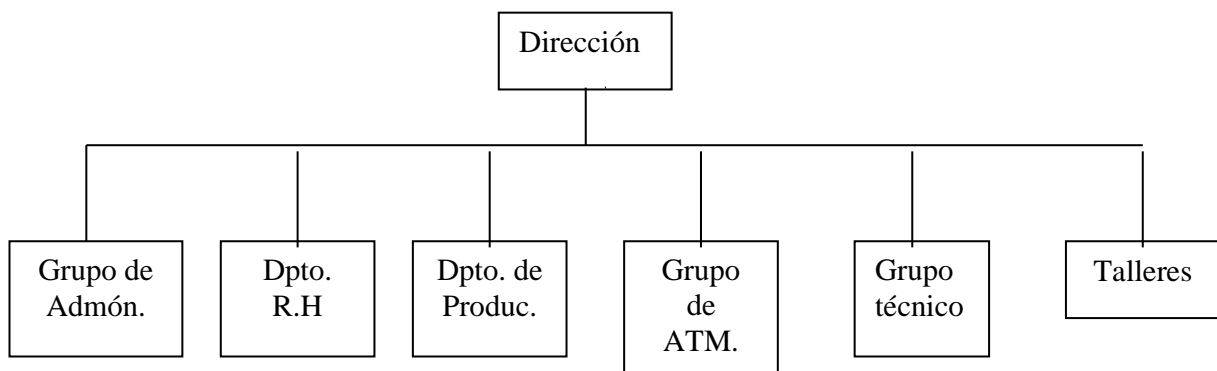 Dirección
Grupo de
Admón.
Dpto.
R.H
Dpto. de
Produc.
Grupo
de
ATM.
Grupo
técnico
Talleres